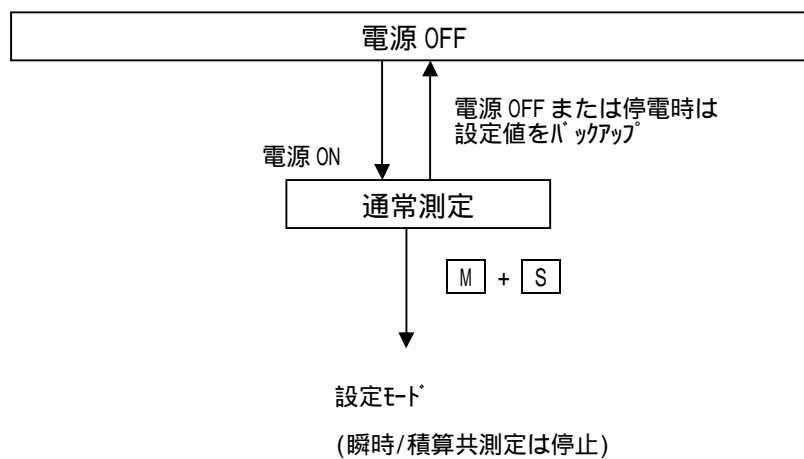 電源 OFF
電源 OFF または停電時は
設定値をﾊﾞｯｸｱｯﾌﾟ
電源 ON
通常測定
M + S
設定ﾓｰﾄﾞ
(瞬時/積算共測定は停止)